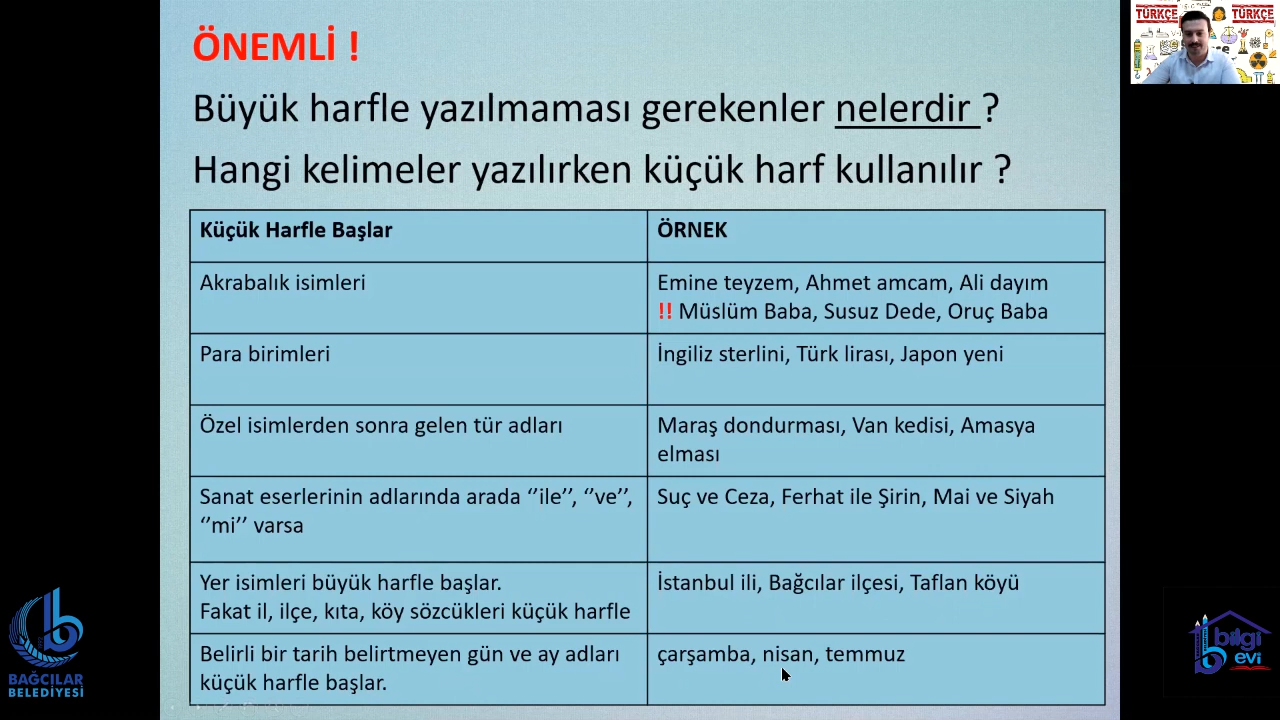 ÖNEMLİ !
Büyük harfle yazılmaması gerekenler nelerdir ?
Hangi kelimeler yazılırken küçük harf kullanılır ?
Küçük Harfle Başlar
ÖRNEK
Akrabalık isimleri
Emine teyzem, Ahmet amcam, Ali dayım
!! Müslüm Baba, Susuz Dede, Oruç Baba
Para birimleri
İngiliz sterlini, Türk lirası, Japon yeni
Özel isimlerden sonra gelen tür adları
Maraş dondurması, Van kedisi, Amasya
elması
Sanat eserlerinin adlarında arada ‘’ile’’, ‘’ve’’,
‘’mi’’ varsa
Suç ve Ceza, Ferhat ile Şirin, Mai ve Siyah
Yer isimleri büyük harfle başlar.
Fakat il, ilçe, kıta, köy sözcükleri küçük harfle
İstanbul ili, Bağcılar ilçesi, Taflan köyü
Belirli bir tarih belirtmeyen gün ve ay adları
küçük harfle başlar.
çarşamba, nisan, temmuz
TÜRKÇE
TÜRKÇE
BAĞCILAR
BELEDİYESİ
bilgi
evi